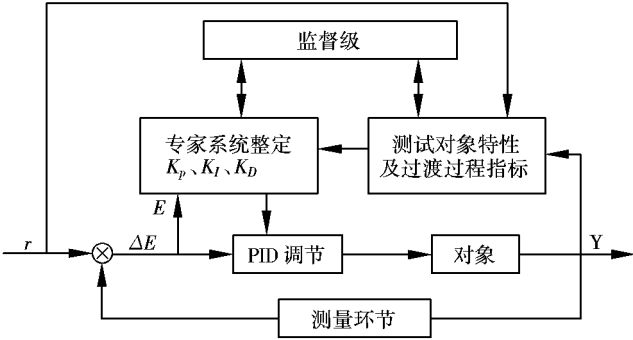 监督级
专家系统整定
Kp、KI、KD
测试对象特性
及过渡过程指标
E
r
ΔE
PID 调节
对象
Y
测量环节